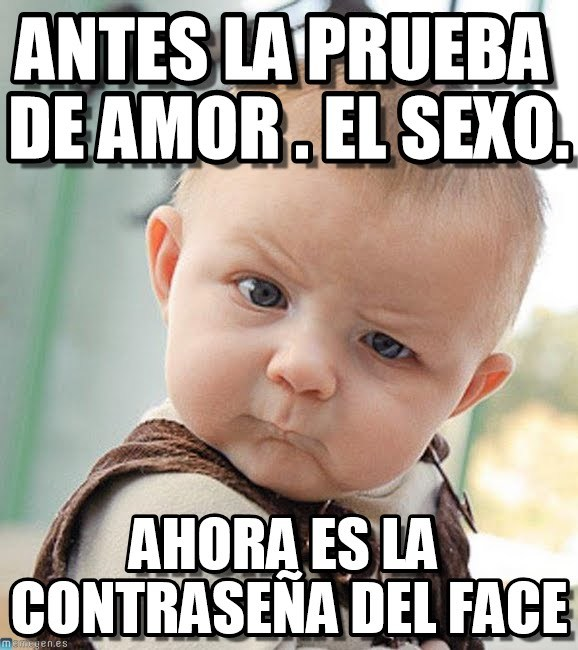 ANTES LA PRUEBA
DE AMOR . EL SEXO.
AHORA ES LA
CONTRASEÑA DEL FACE